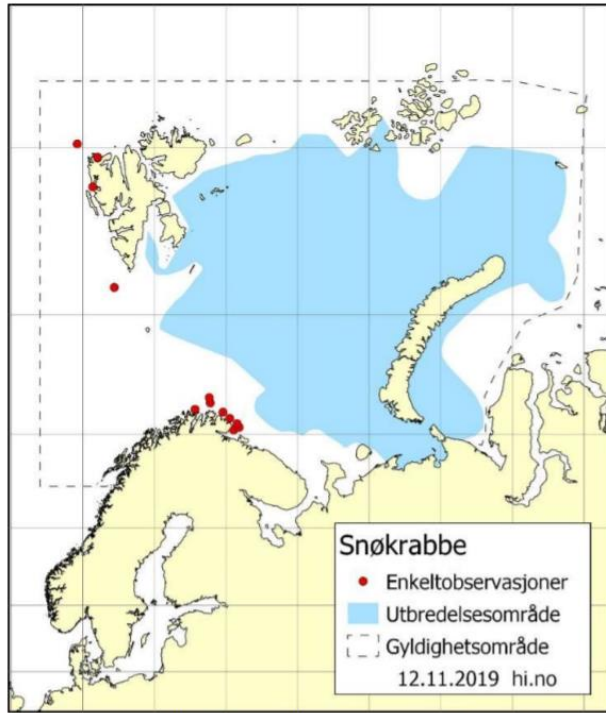 Snøkrabbe
Enkeltobservasjoner
Utbredelsesområde
Gyldighetsområde
12.11.2019 hi.no